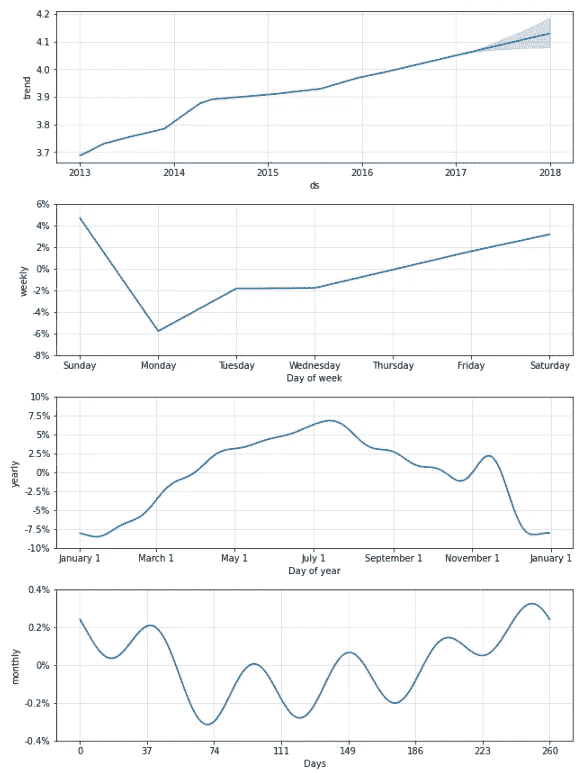 4.2
4.1
4.0
3.9
3.8
3.7
trend
2013 2014 2015 2016 2017 2018
ds
6%
4%
2%
0%
-2%
-4%
-6%
-8%
weekly
Sunday Monday Tuesday Wednesday Thursday Friday Saturday
Day of week
10%
7.5%
5%
2.5%
0%
-2.5%
-5%
-7.5%
-10%
yearly
January 1 March 1 May 1 July 1 September 1 November 1 January 1
Day of year
0.4%
0.2%
0%
-0.2%
-0.4%
monthly
0 37 74 111 149 186 223 260
Days